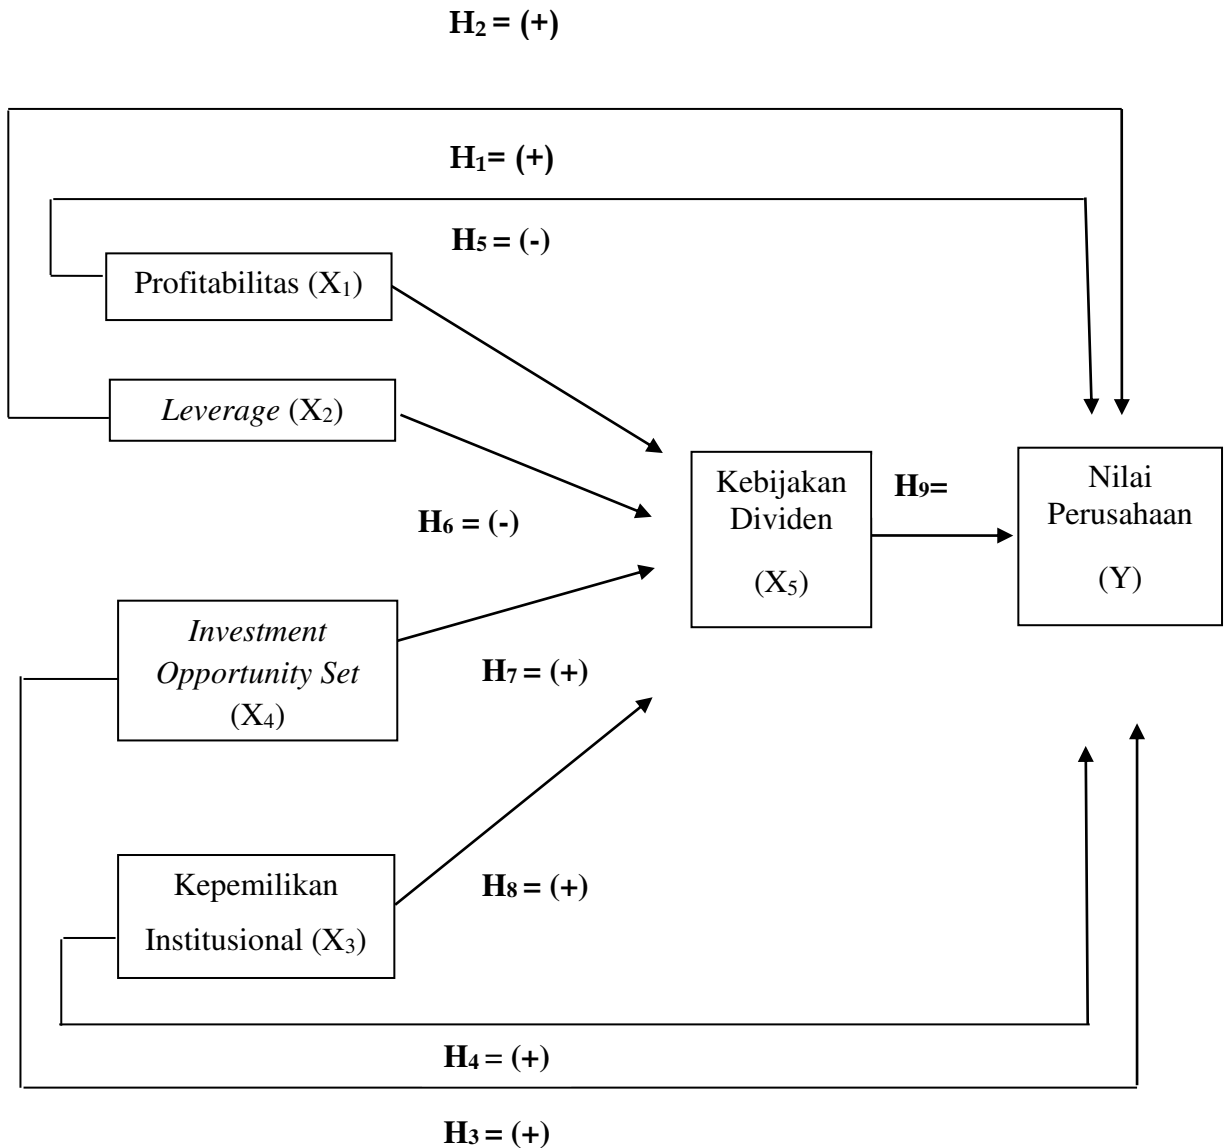 H₂ = (+)
H₁= (+)
H₅ = (-)
Profitabilitas (X₁)
Leverage (X₂)
Kebijakan
Dividen
(X₅)
H₉=
Nilai
Perusahaan
(Y)
H₆ = (-)
Investment
Opportunity Set
(X₄)
H₇ = (+)
Kepemilikan
Institusional (X₃)
H₈ = (+)
H₄ = (+)
H₃ = (+)